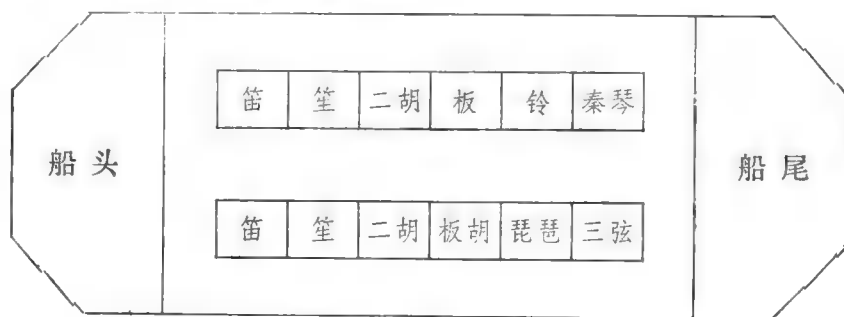 笛 笙 二胡 板 铃 秦琴
船头 船尾
笛 笙 二胡 板胡 琵琶 三弦